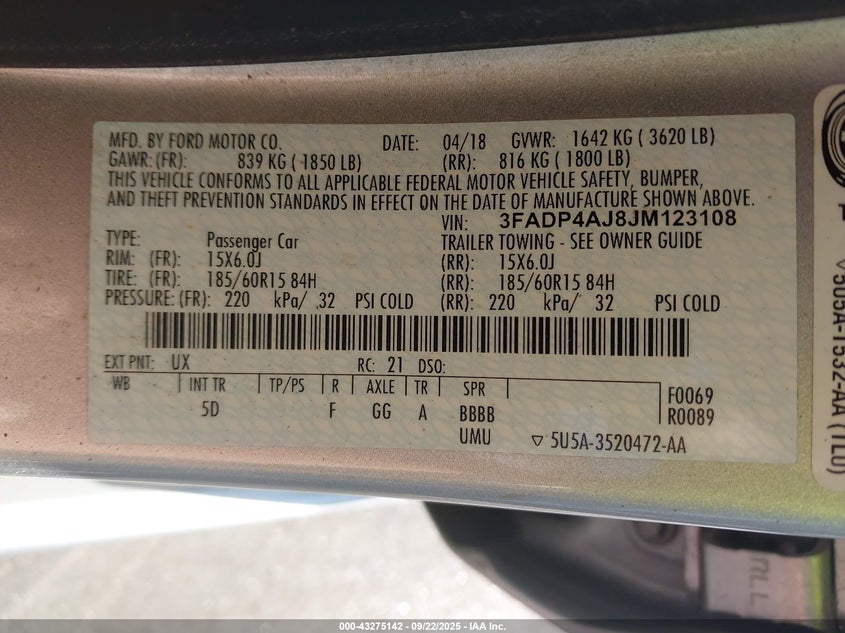 MFD. BY FORD MOTOR CO. DATE: 04/18 GVWR: 1642 KG ( 3620 LB)
GAWR: (FR): 839 KG ( 1850 LB) (RR): 816 KG ( 1800 LB)
THIS VEHICLE CONFORMS TO ALL APPLICABLE FEDERAL MOTOR VEHICLE SAFETY, BUMPER,
AND THEFT PREVENTION STANDARDS IN EFFECT ON THE DATE OF MANUFACTURE SHOWN ABOVE.
VIN: 3FADP4AJ8JM123108
TYPE: Passenger Car TRAILER TOWING - SEE OWNER GUIDE
RIM: (FR): 15X6.0J (RR): 15X6.0J
TIRE: (FR): 185/60R15 84H (RR): 185/60R15 84H
PRESSURE: (FR): 220 kPa/ 32 PSI COLD (RR): 220 kPa/ 32 PSI COLD
EXT PNT: UX RC: 21 DSO:
WB INT TR TP/PS R AXLE TR SPR F0069
5D F GG A BBBB R0089
UMU ▽ 5U5A-3520472-AA
▽5U5A-1532-AA (TL0)
RLL
000-43275142 - 09/22/2025 - IAA Inc.